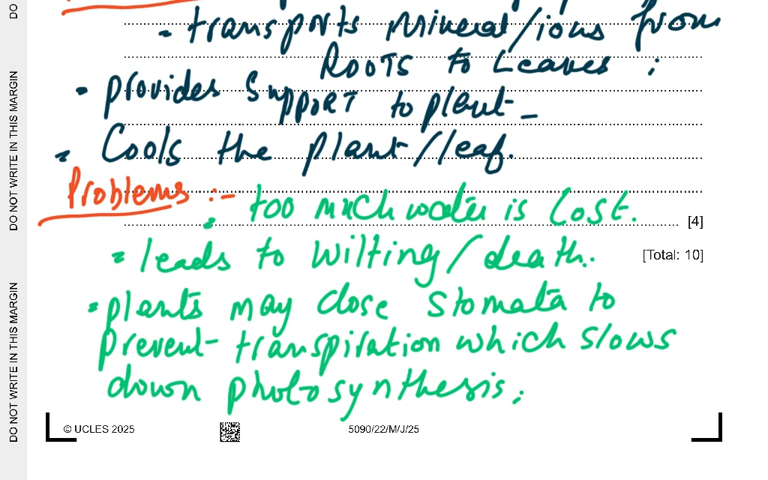 - transports Mineral/ions from
ROOTS to Leaves ;
- provides SuppoRT to plant-
- Cools the plant/leaf.
Problems :-
- too much water is lost.
[4]
- leads to wilting/death.
[Total: 10]
- plants may close stomata to
prevent transpiration which slows
down photosynthesis;
© UCLES 2025
5090/22/M/J/25
DO NOT WRITE IN THIS MARGIN
DO NOT WRITE IN THIS MARGIN
DO